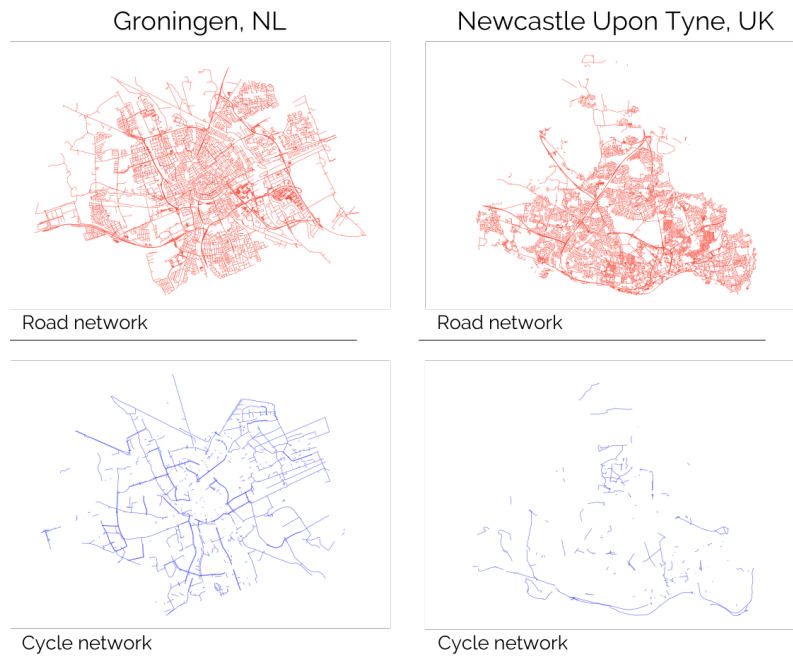 Groningen, NL
Newcastle Upon Tyne, UK
Road network
Road network
Cycle network
Cycle network